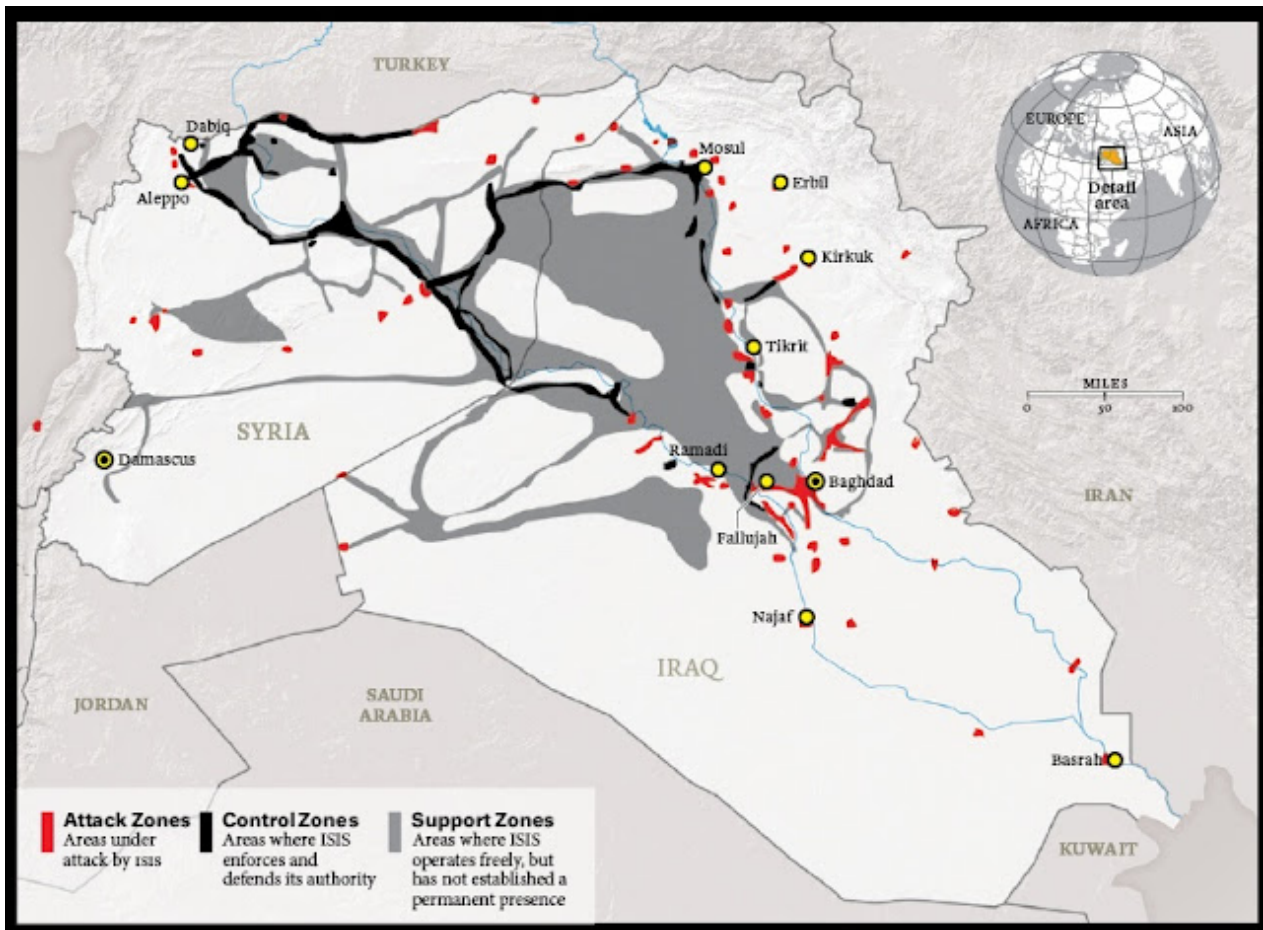 TURKEY
EUROPE
ASIA
Detail
area
AFRICA
Dabiq
Mosul
Aleppo
Erbil
Kirkuk
Tikrit
MILES
0 50 100
SYRIA
Ramadi
Damascus
Baghdad
IRAN
Fallujah
Najaf
IRAQ
JORDAN
SAUDI
ARABIA
Basrah
KUWAIT
Attack Zones
Areas under
attack by ISIS
Control Zones
Areas where ISIS
enforces and
defends its authority
Support Zones
Areas where ISIS
operates freely, but
has not established a
permanent presence